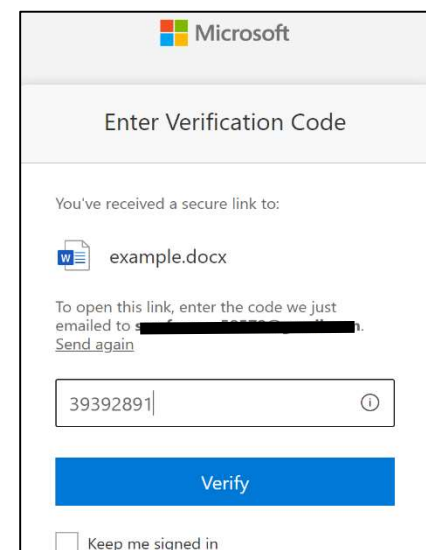 Microsoft
Enter Verification Code
You've received a secure link to:
example.docx
To open this link, enter the code we just
emailed to
Send again
39392891
Verify
Keep me signed in